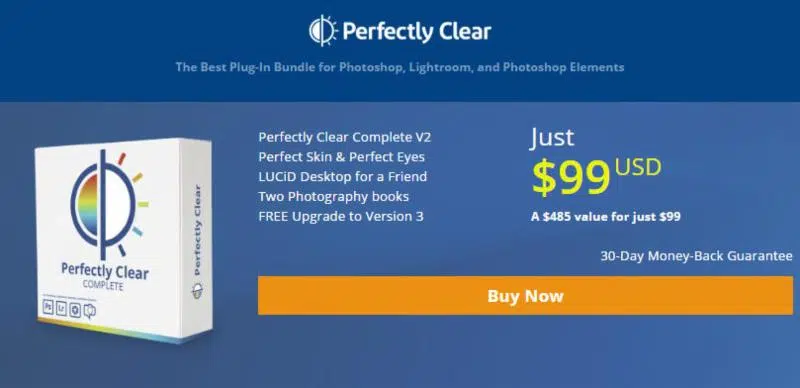 Perfectly Clear
The Best Plug-In Bundle for Photoshop, Lightroom, and Photoshop Elements
Perfectly Clear Complete V2
Perfect Skin & Perfect Eyes
LUCiD Desktop for a Friend
Two Photography books
FREE Upgrade to Version 3
Just
$99 USD
A $485 value for just $99
30-Day Money-Back Guarantee
Buy Now
Perfectly Clear
COMPLETE
Ps Lr
Perfectly Clear